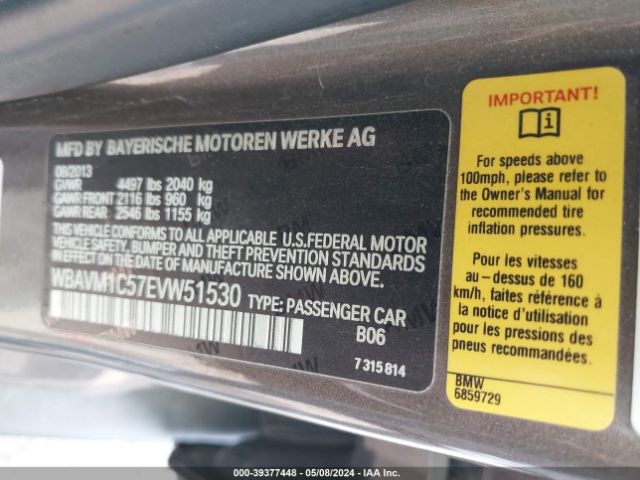 MFD BY BAYERISCHE MOTOREN WERKE AG
08/2013
GVWR 4497 lbs 2040 kg
GAWR FRONT 2116 lbs 960 kg
GAWR REAR 2546 lbs 1155 kg
THIS VEHICLE CONFORMS TO ALL APPLICABLE U.S.FEDERAL MOTOR
VEHICLE SAFETY, BUMPER AND THEFT PREVENTION STANDARDS
IN EFFECT ON THE DATE OF MANUFACTURE SHOWN ABOVE.
WBAVM1C57EVW51530 TYPE: PASSENGER CAR
B06
7 315 814
IMPORTANT!
For speeds above
100mph, please refer to
the Owner's Manual for
recommended tire
inflation pressures.
Pour les vitesses
au-dessus de 160
km/h, faites référence à
la notice d'utilisation
pour les pressions des
pneus recommandées.
BMW
6859729
000-39377448 - 05/08/2024 - IAAI.COM